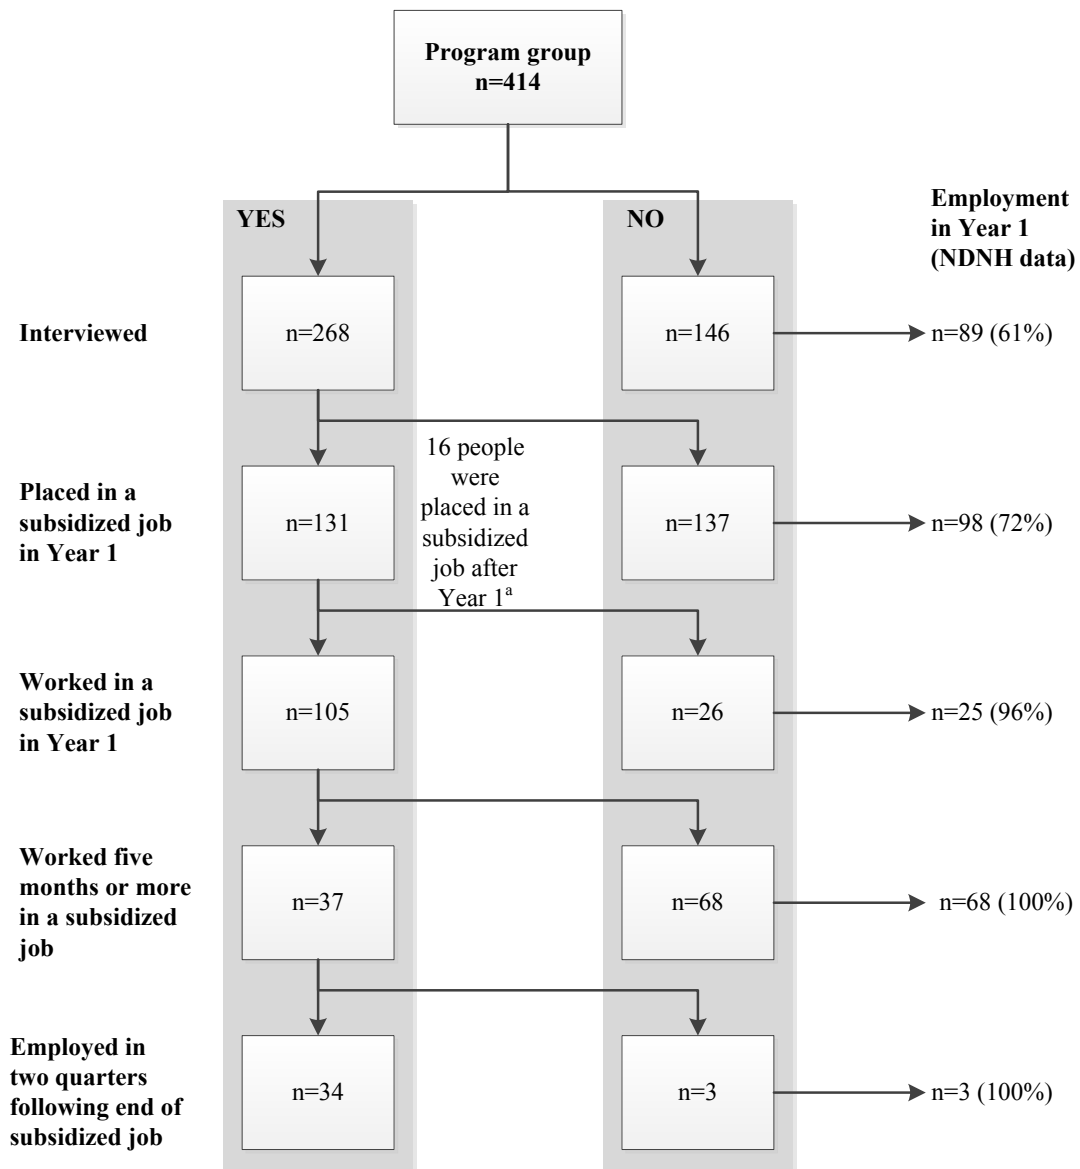 Program group
n=414
YES
NO
Employment
in Year 1
(NDNH data)
Interviewed
n=268
n=146
n=89 (61%)
16 people
were
placed in a
subsidized
job after
Year 1ᵃ
Placed in a
subsidized job
in Year 1
n=131
n=137
n=98 (72%)
Worked in a
subsidized job
in Year 1
n=105
n=26
n=25 (96%)
Worked five
months or more
in a subsidized
job
n=37
n=68
n=68 (100%)
Employed in
two quarters
following end of
subsidized job
n=34
n=3
n=3 (100%)